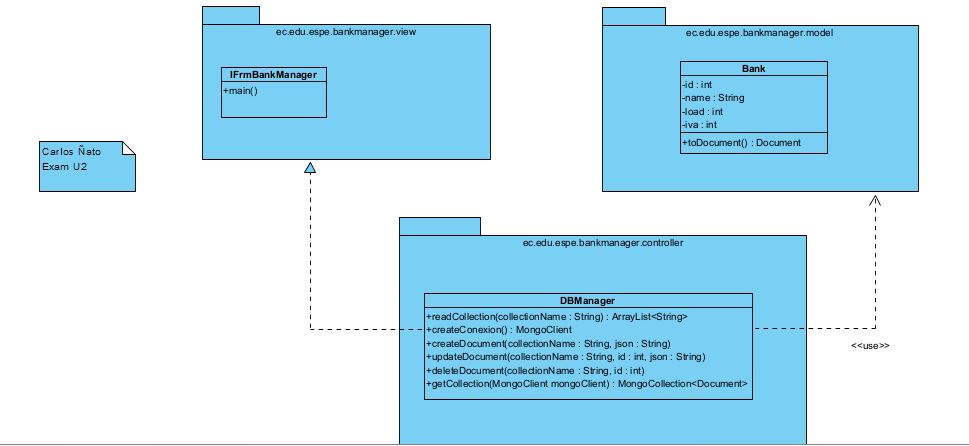 ec.edu.espe.bankmanager.view
IFrmBankManager
+main()
ec.edu.espe.bankmanager.model
Bank
-id : int
-name : String
-load : int
-iva : int
+toDocument() : Document
Carlos Ñato
Exam U2
ec.edu.espe.bankmanager.controller
DBManager
+readCollection(collectionName : String) : ArrayList<String>
+createConexion() : MongoClient
+createDocument(collectionName : String, json : String)
+updateDocument(collectionName : String, id : int, json : String)
+deleteDocument(collectionName : String, id : int)
+getCollection(MongoClient mongoClient) : MongoCollection<Document>
<<use>>